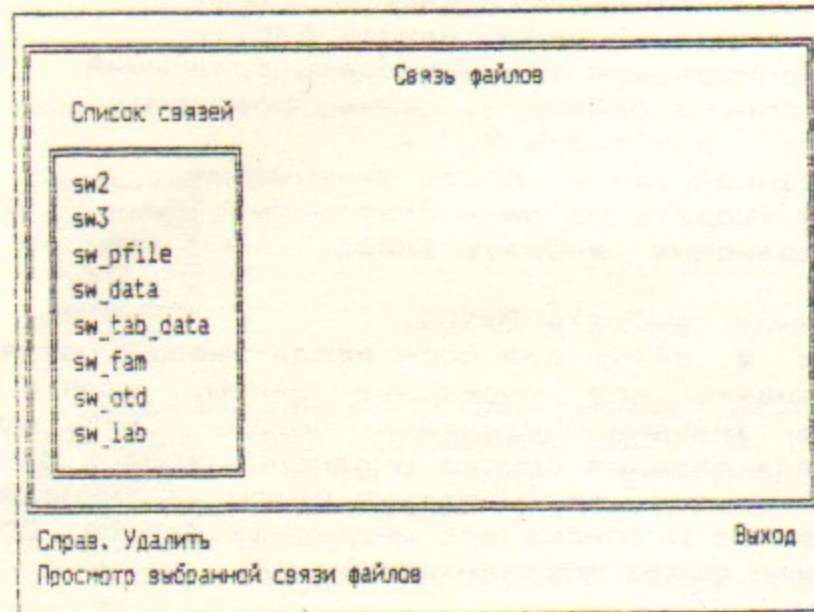 Связь файлов
Список связей
sw2
sw3
sw_pfile
sw_data
sw_tab_data
sw_fam
sw_otd
sw_lab
Справ. Удалить Выход
Просмотр выбранной связи файлов